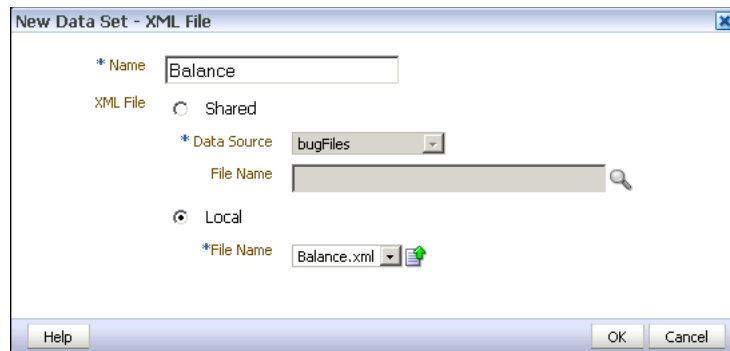 New Data Set - XML File
* Name Balance
XML File Shared
* Data Source bugFiles
File Name
Local
*File Name Balance.xml
Help OK Cancel